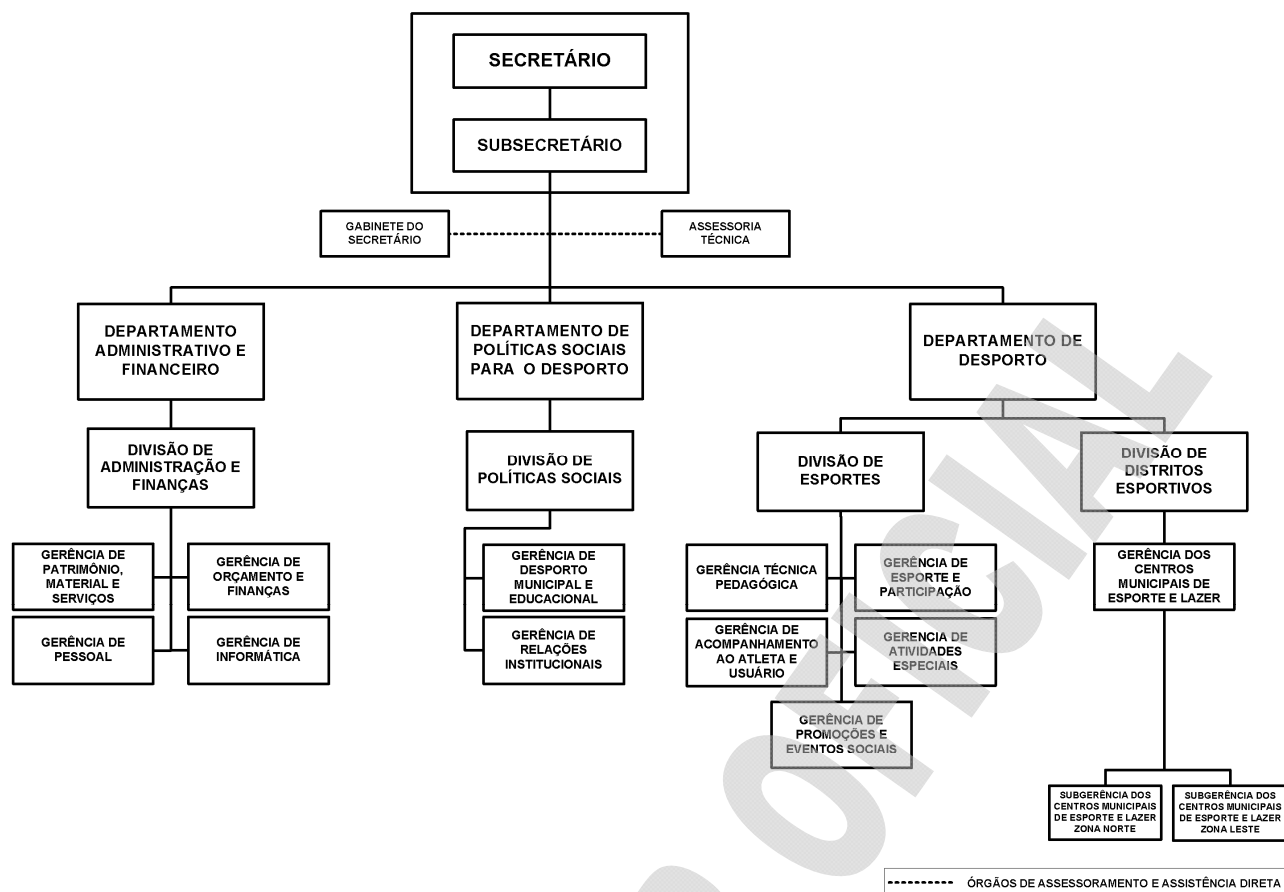 SECRETÁRIO
SUBSECRETÁRIO
GABINETE DO
SECRETÁRIO
ASSESSORIA
TÉCNICA
DEPARTAMENTO
ADMINISTRATIVO E
FINANCEIRO
DEPARTAMENTO DE
POLÍTICAS SOCIAIS
PARA O DESPORTO
DEPARTAMENTO DE
DESPORTO
DIVISÃO DE
ADMINISTRAÇÃO E
FINANÇAS
DIVISÃO DE
POLÍTICAS SOCIAIS
DIVISÃO DE
ESPORTES
DIVISÃO DE
DISTRITOS
ESPORTIVOS
GERÊNCIA DE
PATRIMÔNIO,
MATERIAL E
SERVIÇOS
GERÊNCIA DE
ORÇAMENTO E
FINANÇAS
GERÊNCIA DE
DESPORTO
MUNICIPAL E
EDUCACIONAL
GERÊNCIA TÉCNICA
PEDAGÓGICA
GERÊNCIA DE
ESPORTE E
PARTICIPAÇÃO
GERÊNCIA DOS
CENTROS
MUNICIPAIS DE
ESPORTE E LAZER
GERÊNCIA DE
PESSOAL
GERÊNCIA DE
INFORMÁTICA
GERÊNCIA DE
RELAÇÕES
INSTITUCIONAIS
GERÊNCIA DE
ACOMPANHAMENTO
AO ATLETA E
USUÁRIO
GERENCIA DE
ATIVIDADES
ESPECIAIS
GERÊNCIA DE
PROMOÇÕES E
EVENTOS SOCIAIS
SUBGERÊNCIA DOS
CENTROS MUNICIPAIS
DE ESPORTE E LAZER
ZONA NORTE
SUBGERÊNCIA DOS
CENTROS MUNICIPAIS
DE ESPORTE E LAZER
ZONA LESTE
ÓRGÃOS DE ASSESSORAMENTO E ASSISTÊNCIA DIRETA
OFICIAL